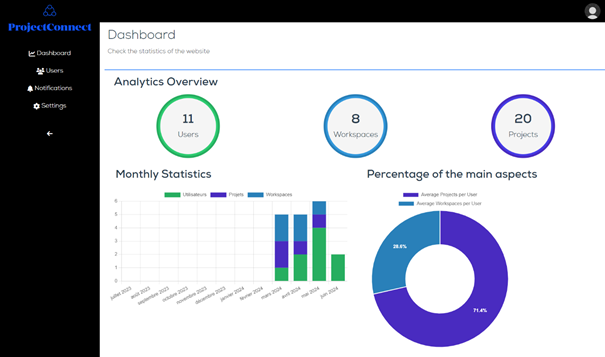 ProjectConnect
Dashboard
Users
Notifications
Settings
Dashboard
Check the statistics of the website
Analytics Overview
11
Users
8
Workspaces
20
Projects
Monthly Statistics
Utilisateurs Projets Workspaces
6
5
4
3
2
1
0
juillet 2023
août 2023
septembre 2023
octobre 2023
novembre 2023
décembre 2023
janvier 2024
février 2024
mars 2024
avril 2024
mai 2024
juin 2024
Percentage of the main aspects
Average Projects per User
Average Workspaces per User
28.6%
71.4%